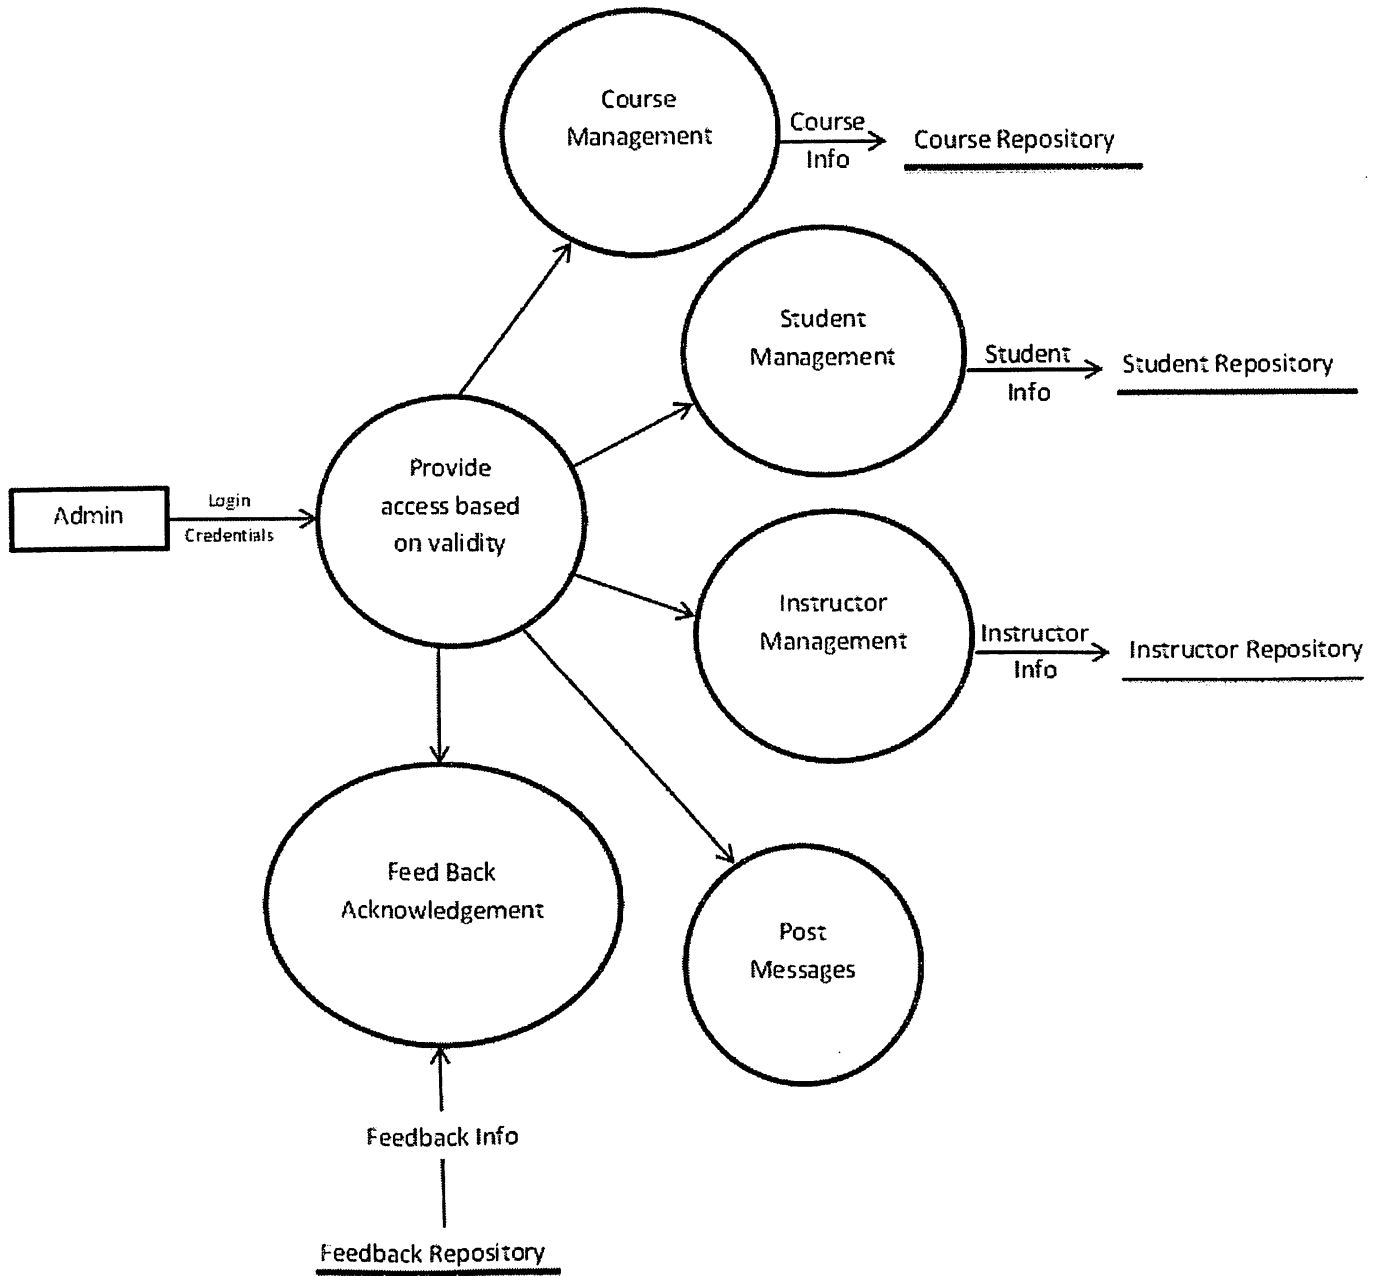 Course
Management
Course
Info
Course Repository
Student
Management
Student
Info
Student Repository
Admin
Login
Credentials
Provide
access based
on validity
Instructor
Management
Instructor
Info
Instructor Repository
Feed Back
Acknowledgement
Post
Messages
Feedback Info
Feedback Repository